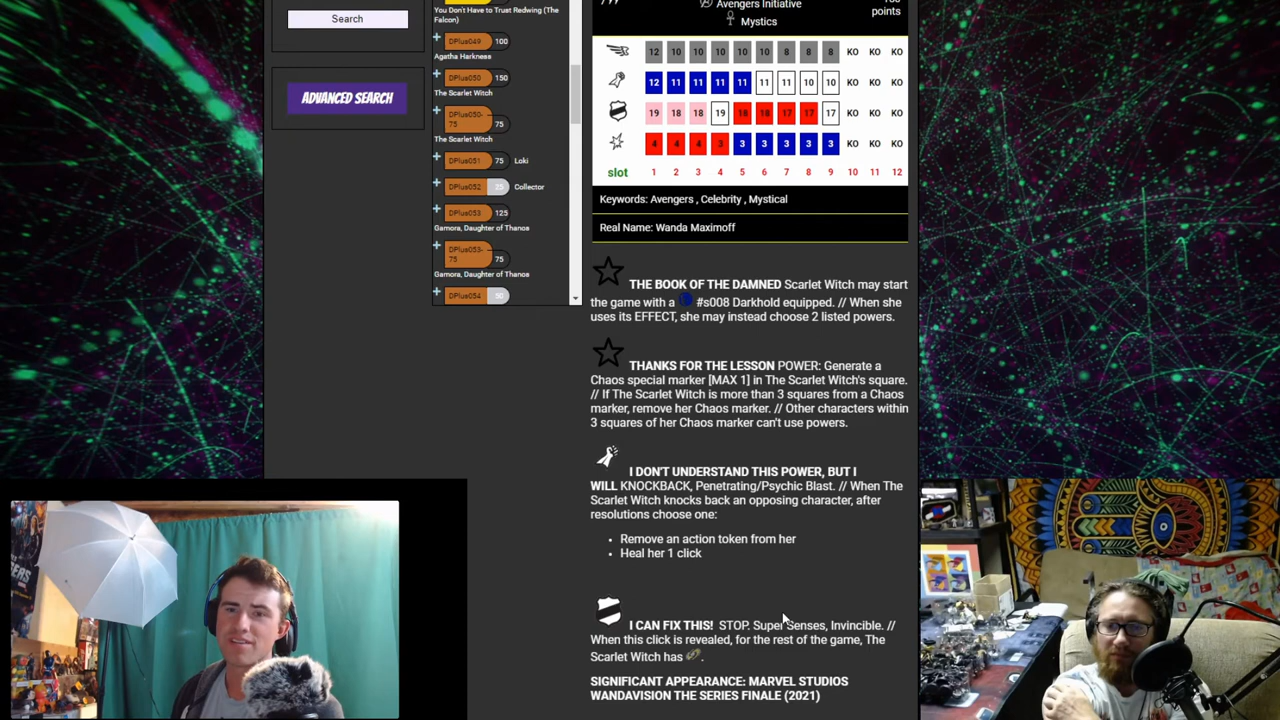 Search
ADVANCED SEARCH
You Don't Have to Trust Redwing (The
Falcon)
DPlus049 100
Agatha Harkness
DPlus050 150
The Scarlet Witch
DPlus050-
75 75
The Scarlet Witch
DPlus051 75 Loki
DPlus052 25 Collector
DPlus053 125
Gamora, Daughter of Thanos
DPlus053-
75 75
Gamora, Daughter of Thanos
DPlus054 50
Avengers Initiative
Mystics
points
12 10 10 10 10 10 8 8 8 KO KO KO
12 11 11 11 11 11 11 10 10 KO KO KO
19 18 18 19 18 18 17 17 17 KO KO KO
4 4 4 3 3 3 3 3 3 KO KO KO
slot 1 2 3 4 5 6 7 8 9 10 11 12
Keywords: Avengers , Celebrity , Mystical
Real Name: Wanda Maximoff
THE BOOK OF THE DAMNED Scarlet Witch may start
the game with a #s008 Darkhold equipped. // When she
uses its EFFECT, she may instead choose 2 listed powers.
THANKS FOR THE LESSON POWER: Generate a
Chaos special marker [MAX 1] in The Scarlet Witch's square.
// If The Scarlet Witch is more than 3 squares from a Chaos
marker, remove her Chaos marker. // Other characters within
3 squares of her Chaos marker can't use powers.
I DON'T UNDERSTAND THIS POWER, BUT I
WILL KNOCKBACK, Penetrating/Psychic Blast. // When The
Scarlet Witch knocks back an opposing character, after
resolutions choose one:
• Remove an action token from her
• Heal her 1 click
I CAN FIX THIS! STOP. Super Senses, Invincible. //
When this click is revealed, for the rest of the game, The
Scarlet Witch has .
SIGNIFICANT APPEARANCE: MARVEL STUDIOS
WANDAVISION THE SERIES FINALE (2021)